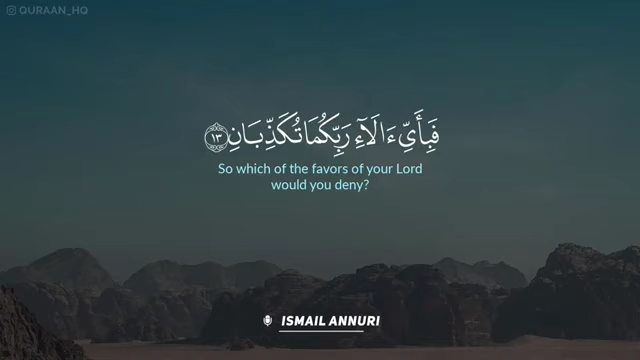 QURAAN_HQ
فَبِأَيِّ ءَالَآءِ رَبِّكُمَا تُكَذِّبَانِ ١٣
So which of the favors of your Lord
would you deny?
ISMAIL ANNURI